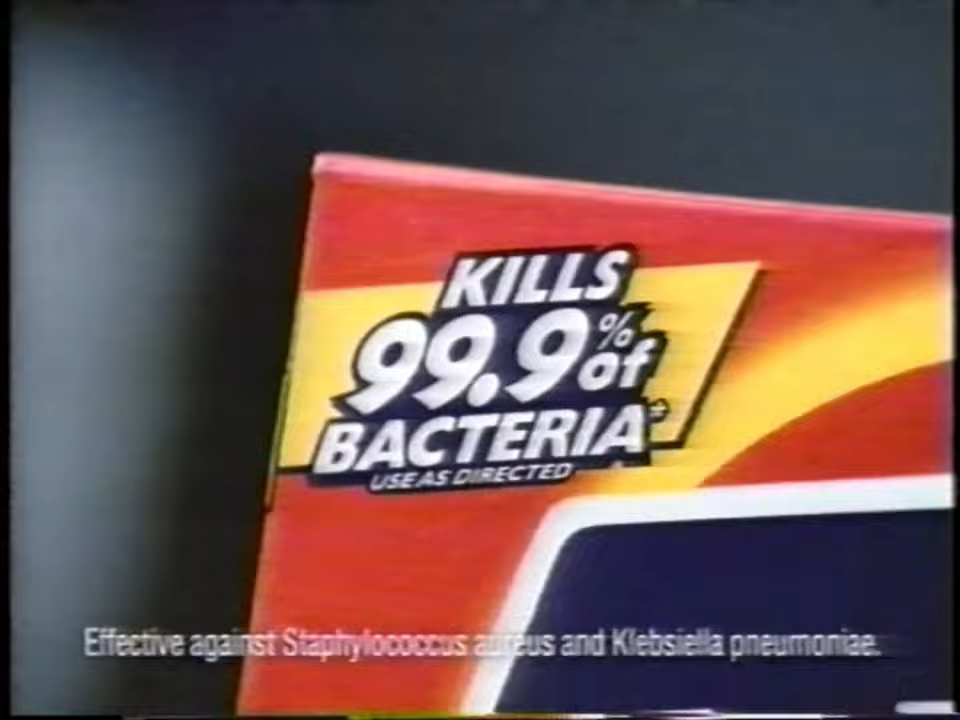 KILLS
99.9% of
BACTERIA‡
USE AS DIRECTED
Effective against Staphylococcus aureus and Klebsiella pneumoniae.